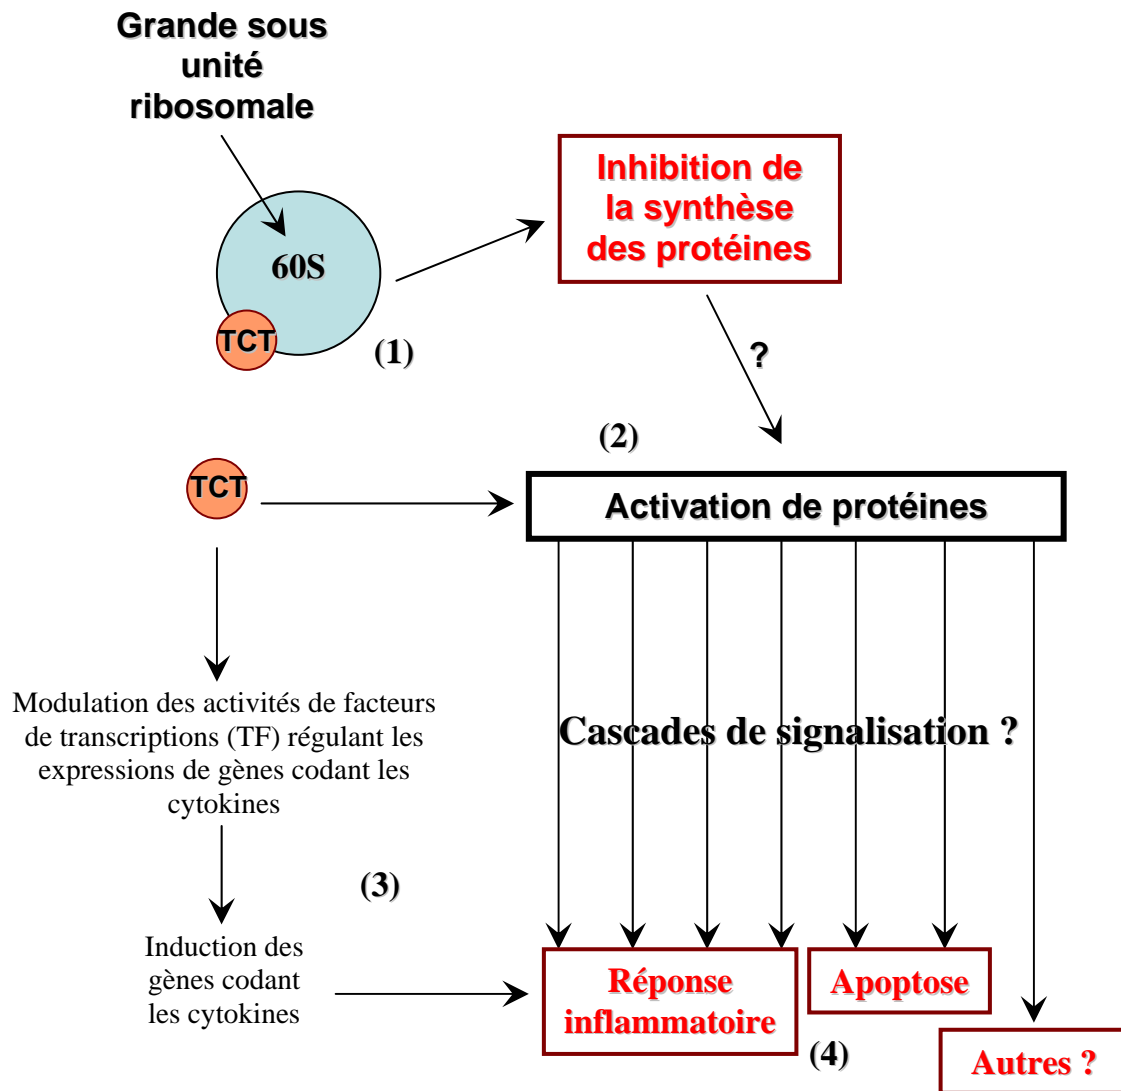 Grande sous
unité
ribosomale
Inhibition de
la synthèse
des protéines
60S
TCT
(1)
?
(2)
TCT
Activation de protéines
Modulation des activités de facteurs
de transcriptions (TF) régulant les
expressions de gènes codant les
cytokines
Cascades de signalisation ?
(3)
Induction des
gènes codant
les cytokines
Réponse
inflammatoire
Apoptose
(4)
Autres ?